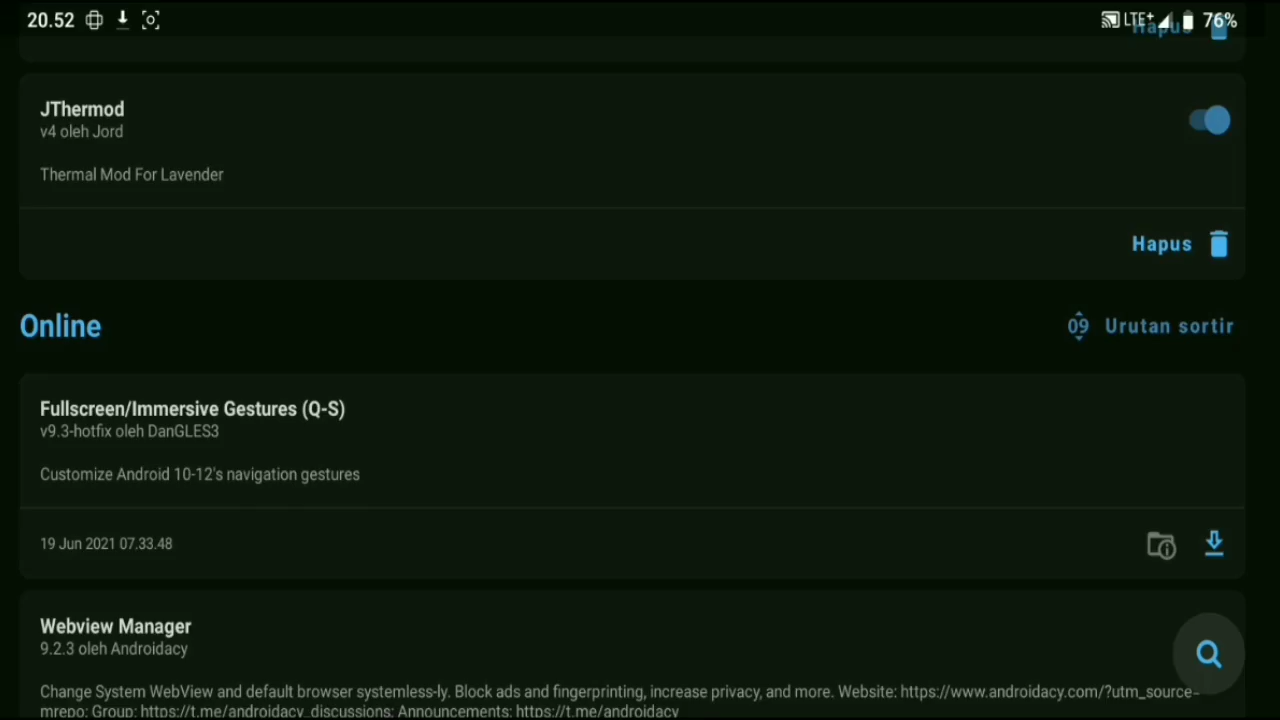 20.52 LTE+ 76%
Hapus
JThermod
v4 oleh Jord
Thermal Mod For Lavender
Hapus
Online
09 Urutan sortir
Fullscreen/Immersive Gestures (Q-S)
v9.3-hotfix oleh DanGLES3
Customize Android 10-12's navigation gestures
19 Jun 2021 07.33.48
Webview Manager
9.2.3 oleh Androidacy
Change System WebView and default browser systemless-ly. Block ads and fingerprinting, increase privacy, and more. Website: https://www.androidacy.com/?utm_source=
mrepo; Group: https://t.me/androidacy_discussions; Announcements: https://t.me/androidacy